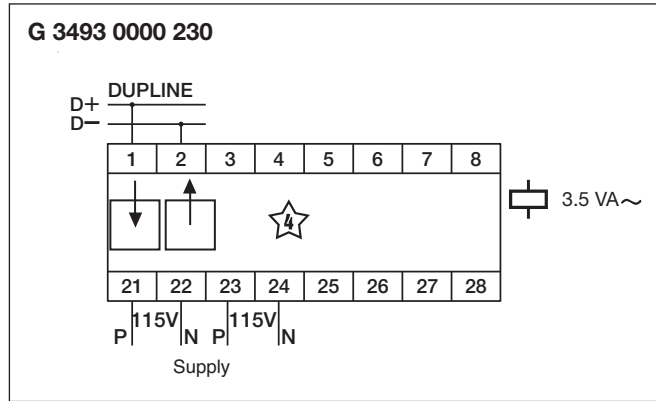 G 3493 0000 230
DUPLINE
D+
D−
1 2 3 4 5 6 7 8
4
3.5 VA~
21 22 23 24 25 26 27 28
P 115V N P 115V N
Supply